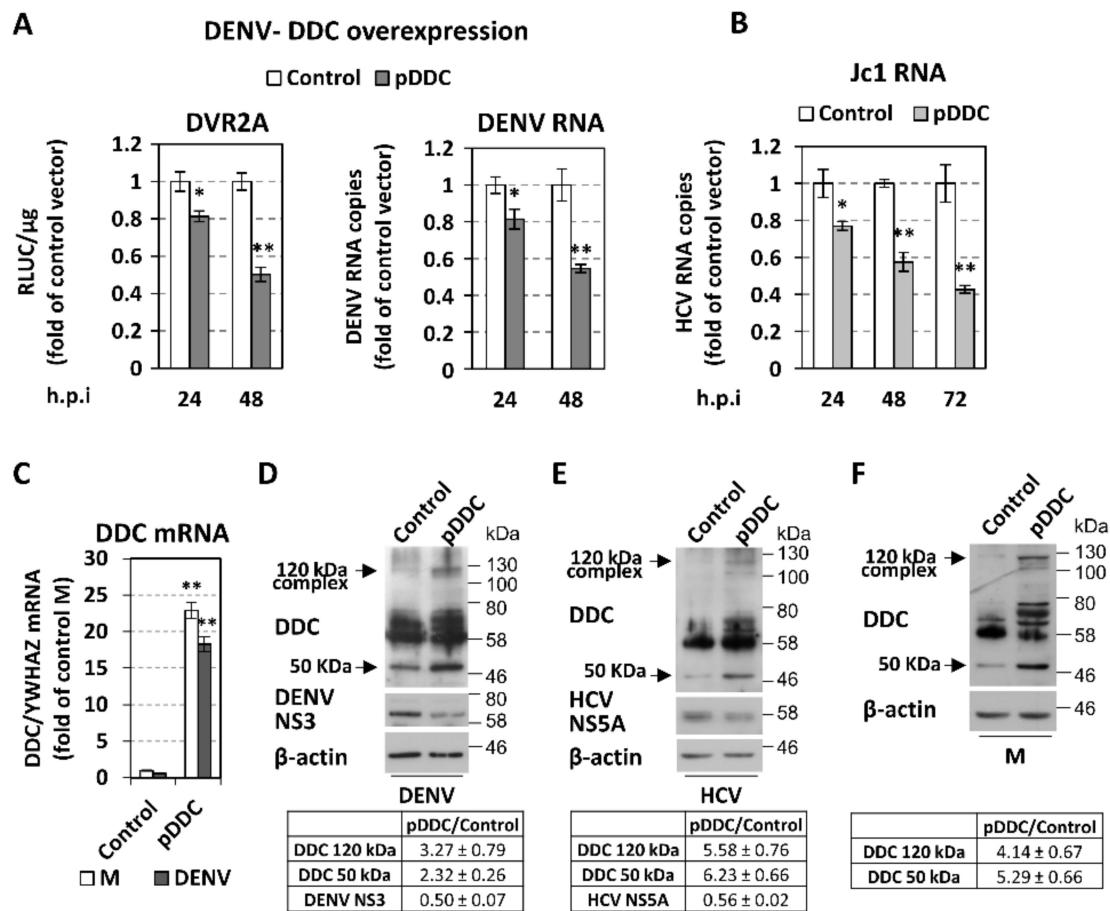 A
DENV- DDC overexpression
Control pDDC
DVR2A
RLUC/µg
(fold of control vector)
1.2
1
0.8
0.6
0.4
0.2
0
*
**
h.p.i 24 48
DENV RNA
DENV RNA copies
(fold of control vector)
1.2
1
0.8
0.6
0.4
0.2
0
*
**
24 48
B
Jc1 RNA
Control pDDC
HCV RNA copies
(fold of control vector)
1.2
1
0.8
0.6
0.4
0.2
0
*
**
**
h.p.i 24 48 72
C
DDC mRNA
DDC/YWHAZ mRNA
(fold of control M)
30
25
20
15
10
5
0
**
**
Control pDDC
M DENV
D
Control pDDC
kDa
120 kDa
complex
DDC
50 KDa
DENV
NS3
β-actin
130
100
80
58
46
80
58
46
DENV
pDDC/Control
DDC 120 kDa 3.27 ± 0.79
DDC 50 kDa 2.32 ± 0.26
DENV NS3 0.50 ± 0.07
E
Control pDDC
kDa
120 kDa
complex
DDC
50 KDa
HCV
NS5A
β-actin
130
100
80
58
46
58
46
HCV
pDDC/Control
DDC 120 kDa 5.58 ± 0.76
DDC 50 kDa 6.23 ± 0.66
HCV NS5A 0.56 ± 0.02
F
Control pDDC
kDa
120 kDa
complex
DDC
50 KDa
β-actin
130
100
80
58
46
46
M
pDDC/Control
DDC 120 kDa 4.14 ± 0.67
DDC 50 kDa 5.29 ± 0.66